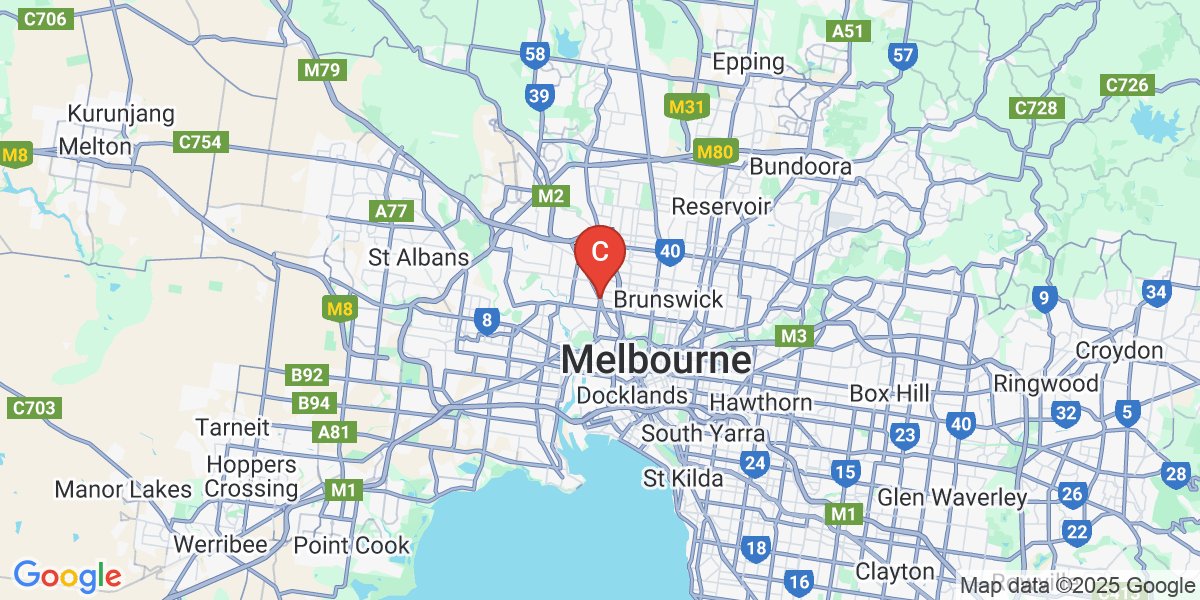 C706
58
A51
57
M79
Epping
C726
39
M31
C728
Kurunjang
C754
M8
Melton
M80
Bundoora
M2
Reservoir
A77
C
40
St Albans
9
34
Brunswick
M8
8
M3
Melbourne
Croydon
B92
Ringwood
Docklands
Box Hill
B94
Hawthorn
C703
32
5
40
Tarneit
A81
South Yarra
23
Hoppers
Crossing
24
15
28
St Kilda
Manor Lakes
M1
26
Glen Waverley
M1
22
Werribee
Point Cook
18
Clayton
16
Google
Map data ©2025 Google